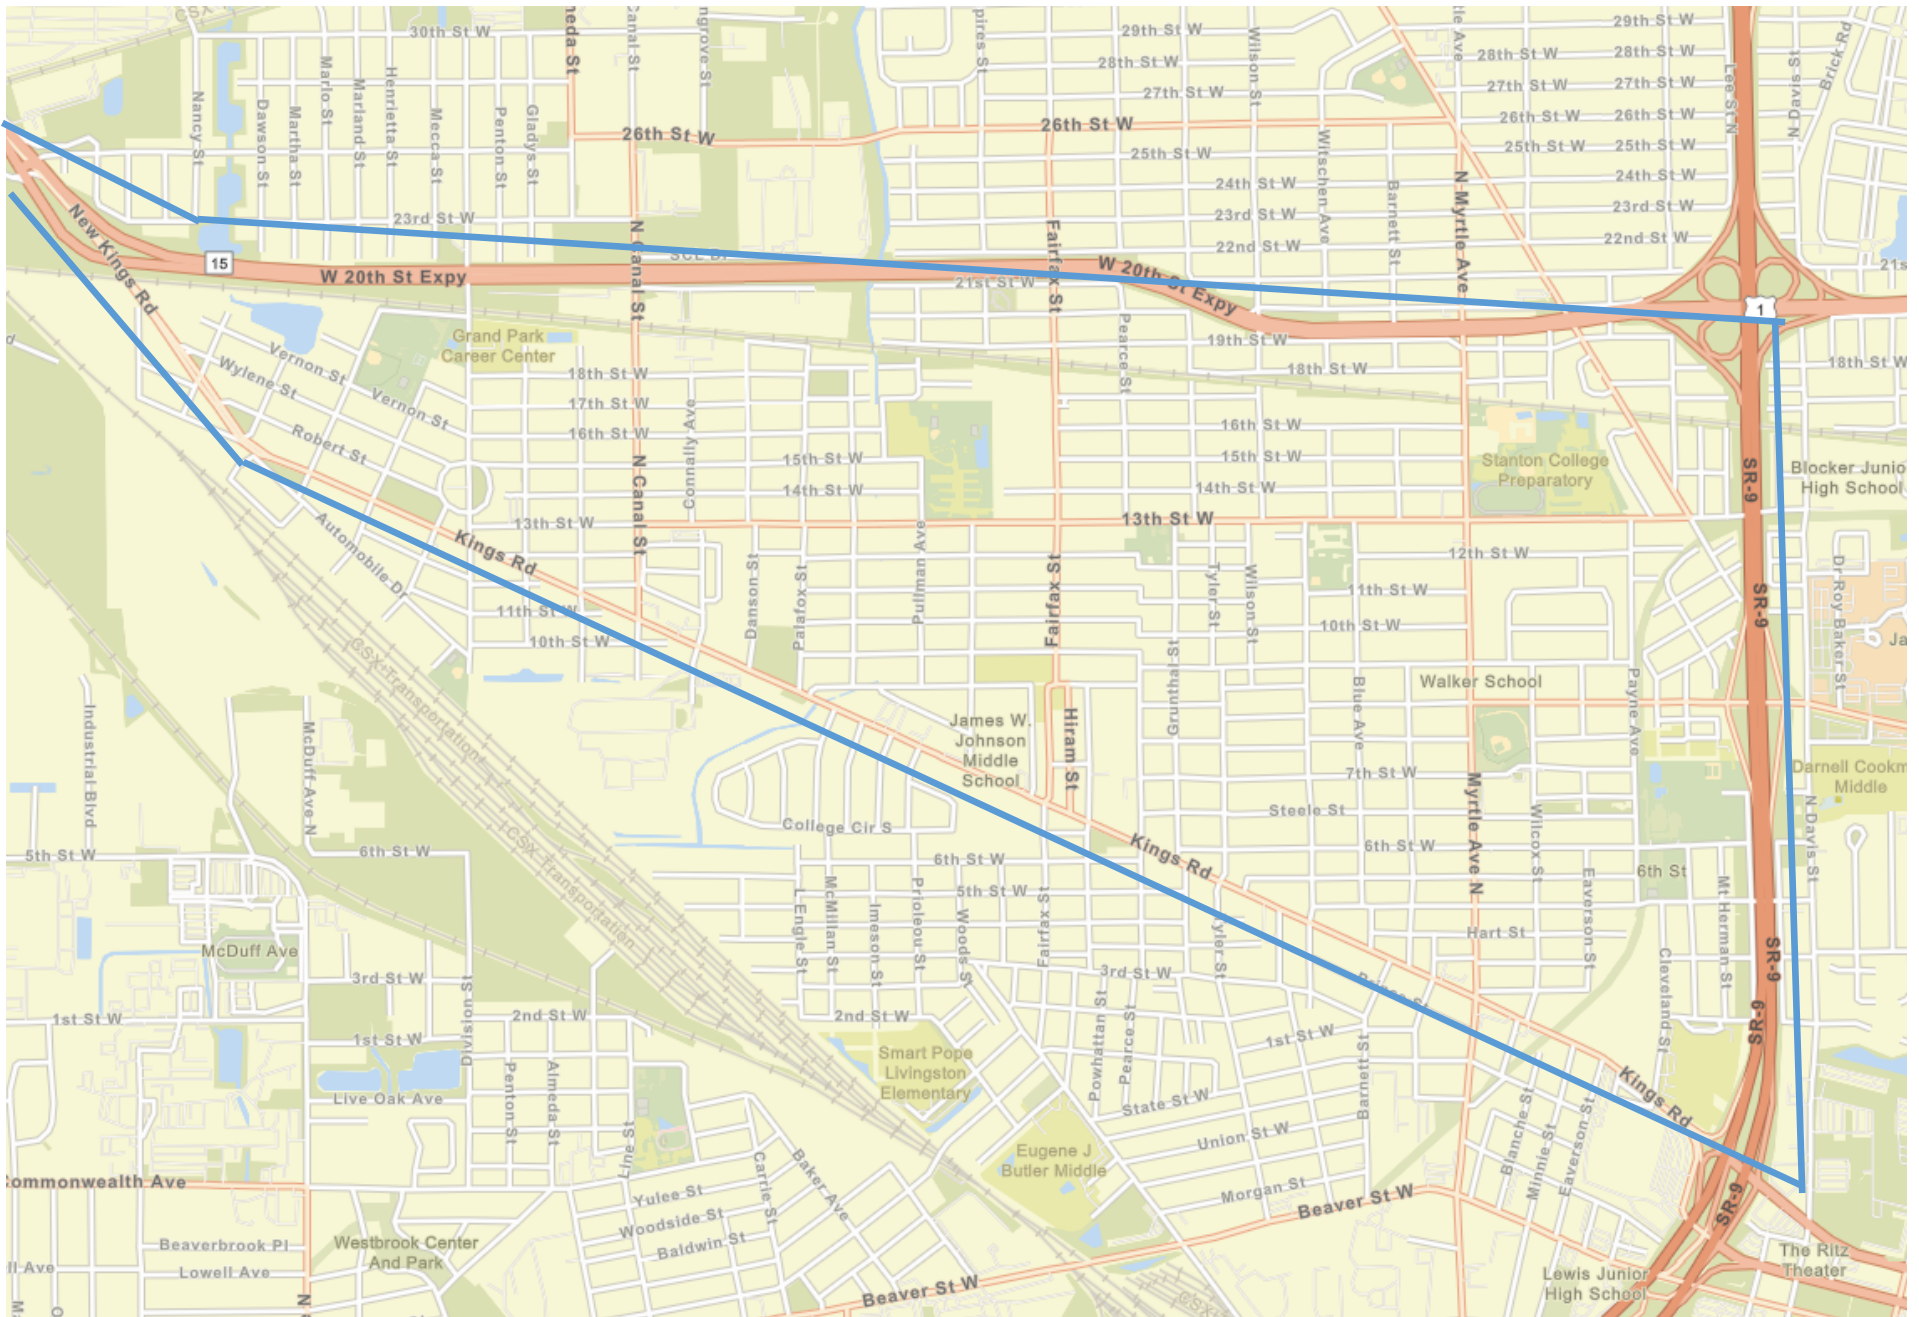 30th St W
Canal St
29th St W
29th St W
28th St W
28th St W
28th St W
27th St W
27th St W
27th St W
Wilson St
Brick Rd
N Davis St
Lee St N
Nancy St
Dawson St
Martha St
Marlo St
Marland St
Henrietta St
Mecca St
Penton St
Gladys St
26th St W
26th St W
26th St W
26th St W
25th St W
25th St W
25th St W
Witschen Ave
Barnett St
N Myrtle Ave
24th St W
24th St W
23rd St W
23rd St W
23rd St W
22nd St W
22nd St W
New Kings Rd
15
W 20th St Expy
N Canal St
Fairfax St
W 20th St Expy
21st St W
1
Pearce St
19th St W
18th St W
18th St W
18th St W
Grand Park
Career Center
Vernon St
Wylene St
Vernon St
Robert St
17th St W
16th St W
16th St W
Connally Ave
N Canal St
15th St W
15th St W
14th St W
14th St W
Stanton College
Preparatory
SR-9
Blocker Junio
High School
13th St W
13th St W
Automobile Dr
Kings Rd
12th St W
11th St W
11th St W
10th St W
10th St W
Danson St
Palafox St
Pullman Ave
Fairfax St
Tyler St
Wilson St
SR-9
Dr Roy Baker St
Ja
CSX Transportation
Grunthal St
Blue Ave
Walker School
Payne Ave
Industrial Blvd
McDuff Ave N
James W.
Johnson
Middle
School
Hiram St
7th St W
Myrtle Ave N
Steele St
Wilcox St
Darnell Cookm
Middle
N Davis St
College Cir S
Kings Rd
5th St W
6th St W
6th St W
6th St W
6th St
5th St W
CSX Transportation
L Engle St
McMillan St
Imeson St
Prioleou St
Woods St
Fairfax St
Tyler St
Eaverson St
Mt Herman St
Cleveland St
Hart St
SR-9
SR-9
McDuff Ave
3rd St W
3rd St W
Division St
1st St W
1st St W
1st St W
2nd St W
2nd St W
Smart Pope
Livingston
Elementary
Powhattan St
Pearce St
Barnett St
Live Oak Ave
Penton St
Almeda St
Line St
State St W
Union St W
Blanche St
Minnie St
Eaverson St
Kings Rd
Eugene J
Butler Middle
Carrie St
Baker Ave
Commonwealth Ave
Yulee St
Woodside St
Baldwin St
Morgan St
Beaver St W
SR-9
Beaverbrook Pl
Lowell Ave
Westbrook Center
And Park
Beaver St W
Lewis Junior
High School
The Ritz
Theater